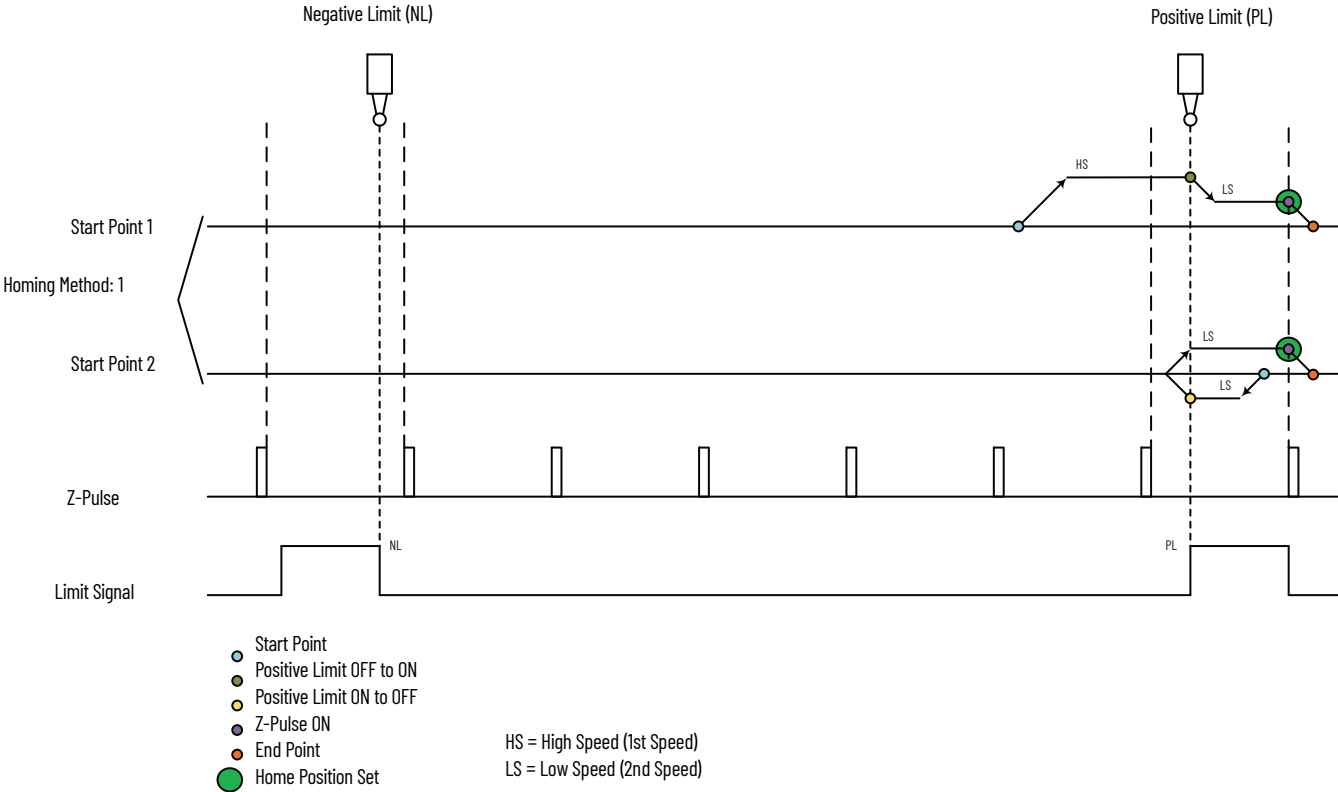 Negative Limit (NL)
Positive Limit (PL)
HS
LS
Start Point 1
Homing Method: 1
LS
Start Point 2
LS
Z-Pulse
NL
PL
Limit Signal
Start Point
Positive Limit OFF to ON
Positive Limit ON to OFF
Z-Pulse ON
End Point
Home Position Set
HS = High Speed (1st Speed)
LS = Low Speed (2nd Speed)